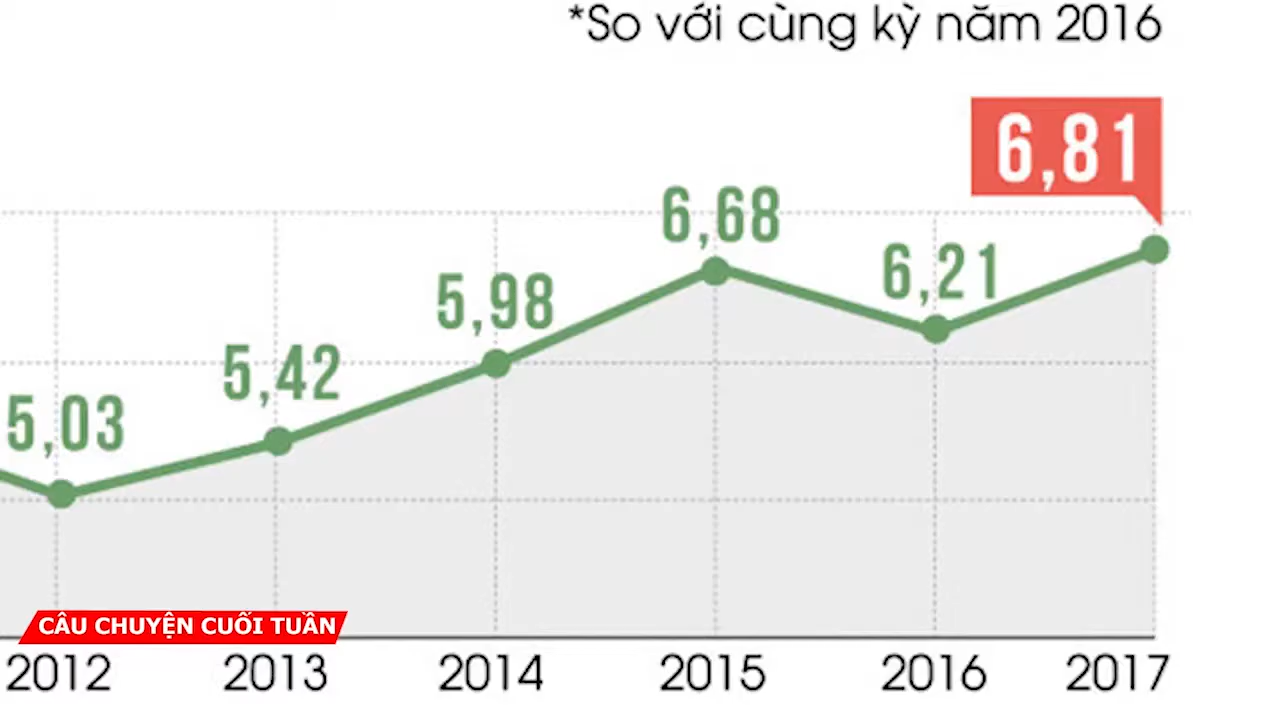 *So với cùng kỳ năm 2016
6,81
6,68
6,21
5,98
5,42
5,03
CÂU CHUYỆN CUỐI TUẦN
2012 2013 2014 2015 2016 2017